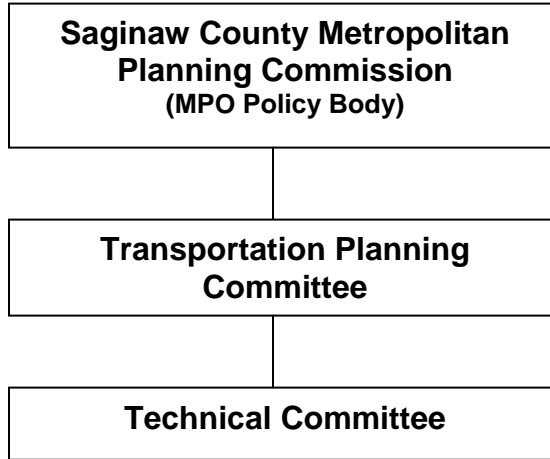 Saginaw County Metropolitan
Planning Commission
(MPO Policy Body)
Transportation Planning
Committee
Technical Committee